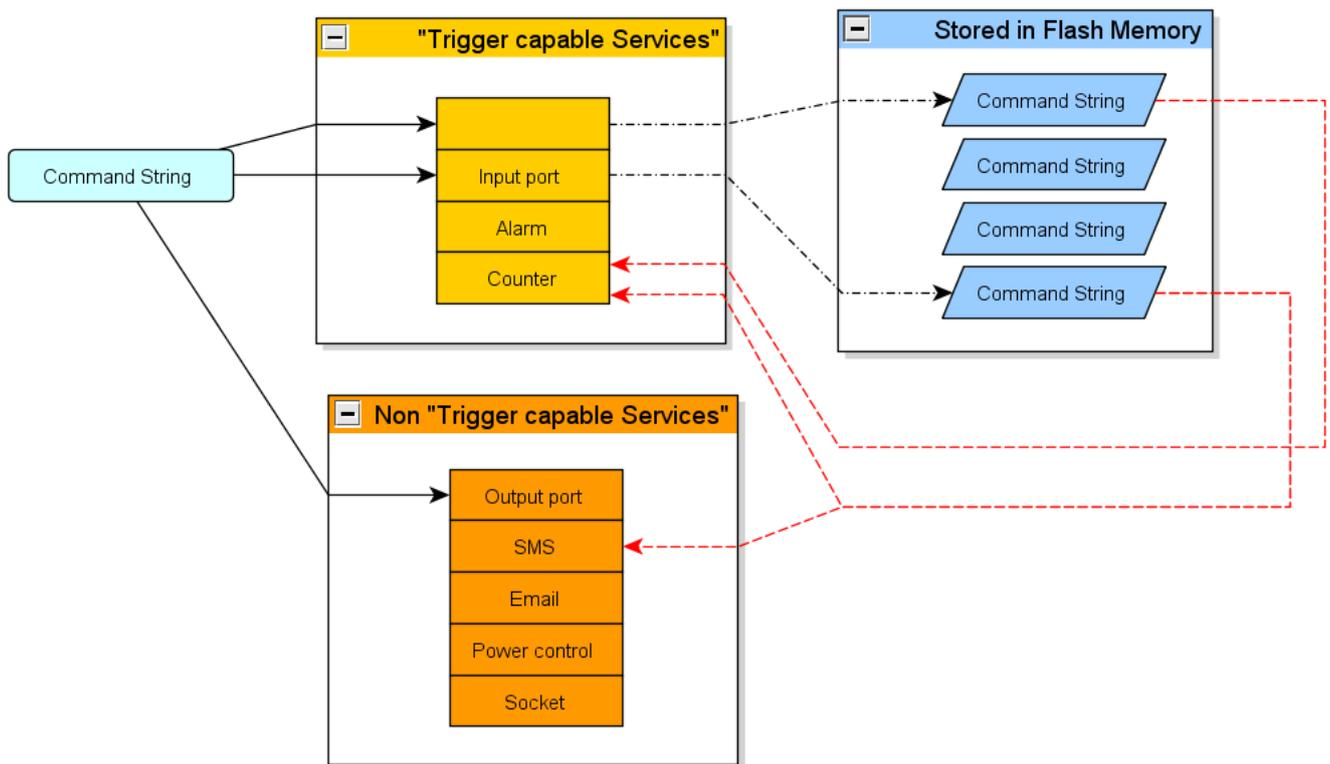 "Trigger capable Services"
Stored in Flash Memory
Command String
Input port
Alarm
Counter
Command String
Command String
Command String
Command String
Non "Trigger capable Services"
Output port
SMS
Email
Power control
Socket